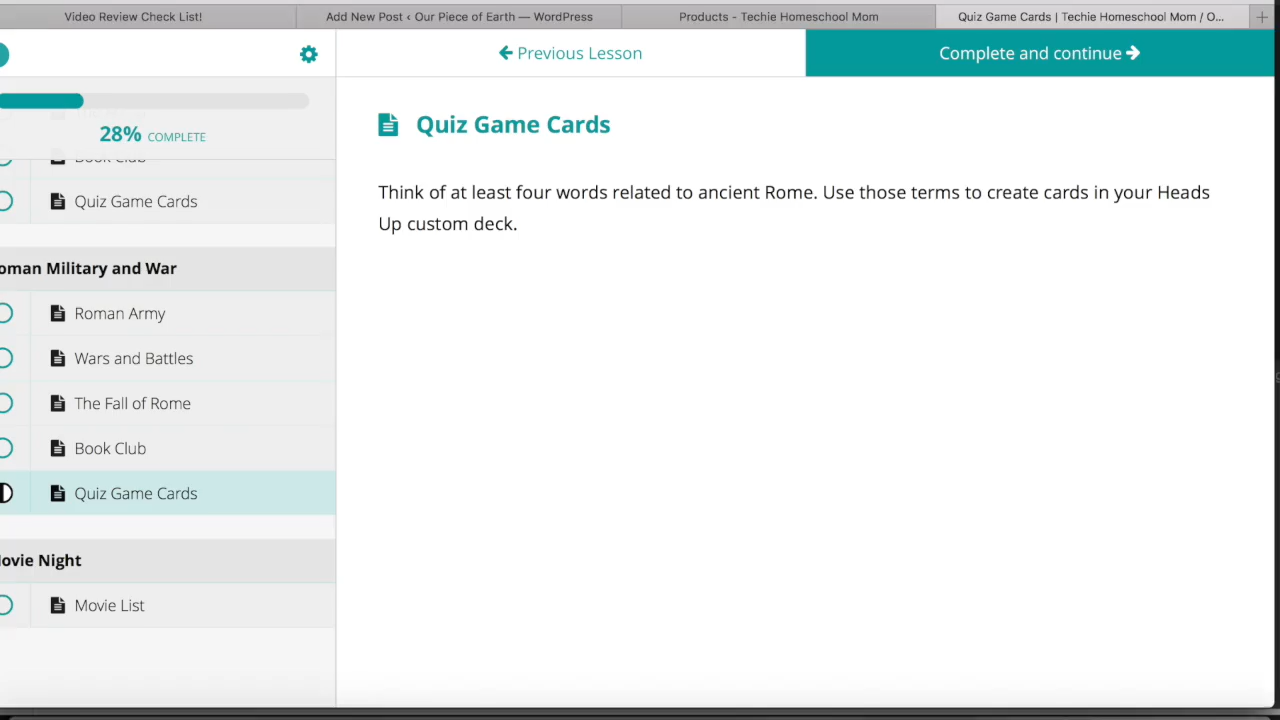 Video Review Check List!
Add New Post ‹ Our Piece of Earth — WordPress
Products - Techie Homeschool Mom
Quiz Game Cards | Techie Homeschool Mom / O...
Previous Lesson
Complete and continue
28% COMPLETE
Book Club
Quiz Game Cards
oman Military and War
Roman Army
Wars and Battles
The Fall of Rome
Book Club
Quiz Game Cards
ovie Night
Movie List
Quiz Game Cards
Think of at least four words related to ancient Rome. Use those terms to create cards in your Heads
Up custom deck.